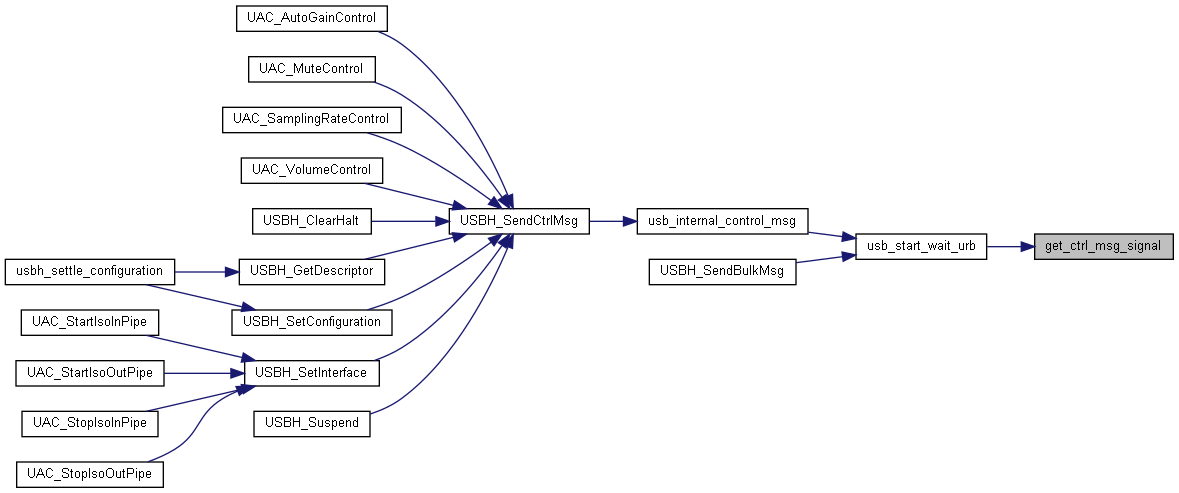 UAC_AutoGainControl
UAC_MuteControl
UAC_SamplingRateControl
UAC_VolumeControl
USBH_ClearHalt
USBH_SendCtrlMsg
usb_internal_control_msg
usb_start_wait_urb
get_ctrl_msg_signal
usbh_settle_configuration
USBH_GetDescriptor
USBH_SendBulkMsg
USBH_SetConfiguration
UAC_StartIsoInPipe
UAC_StartIsoOutPipe
USBH_SetInterface
UAC_StopIsoInPipe
USBH_Suspend
UAC_StopIsoOutPipe